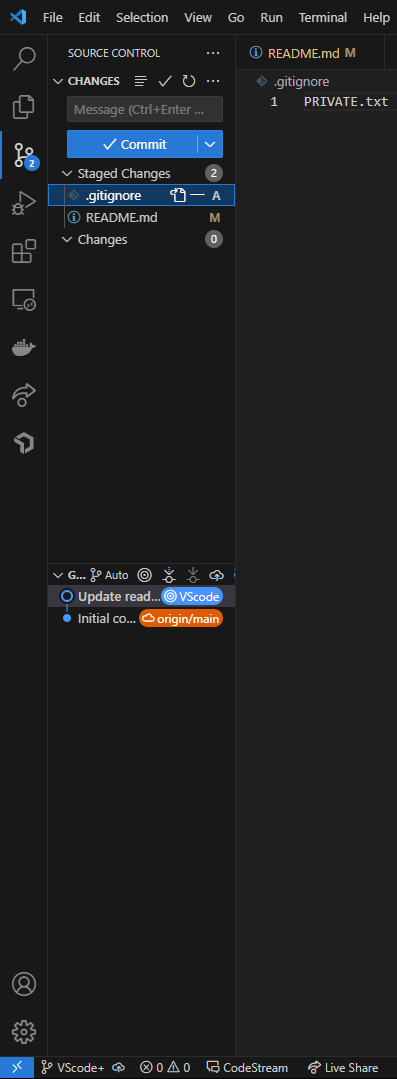 File Edit Selection View Go Run Terminal Help
SOURCE CONTROL
README.md M
CHANGES
.gitignore
Message (Ctrl+Enter ...
1 PRIVATE.txt
Commit
Staged Changes 2
2
.gitignore A
README.md M
Changes 0
G... Auto
Update read... VScode
Initial co... origin/main
VScode+ 0 0 CodeStream Live Share